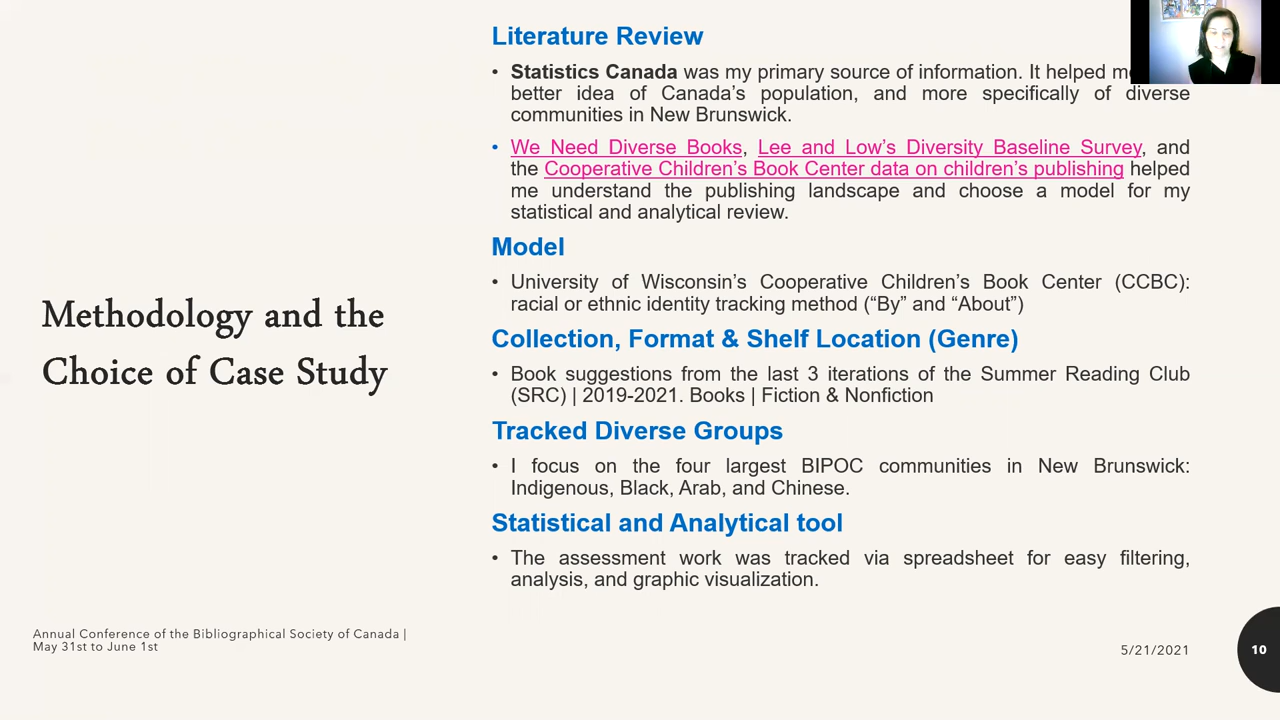 Literature Review
• Statistics Canada was my primary source of information. It helped
better idea of Canada's population, and more specifically of diverse
communities in New Brunswick.
• We Need Diverse Books, Lee and Low's Diversity Baseline Survey, and
the Cooperative Children's Book Center data on children's publishing helped
me understand the publishing landscape and choose a model for my
statistical and analytical review.
Model
• University of Wisconsin's Cooperative Children's Book Center (CCBC):
racial or ethnic identity tracking method (“By” and “About”)
Methodology and the
Choice of Case Study
Collection, Format & Shelf Location (Genre)
• Book suggestions from the last 3 iterations of the Summer Reading Club
(SRC) | 2019-2021. Books | Fiction & Nonfiction
Tracked Diverse Groups
• I focus on the four largest BIPOC communities in New Brunswick:
Indigenous, Black, Arab, and Chinese.
Statistical and Analytical tool
• The assessment work was tracked via spreadsheet for easy filtering,
analysis, and graphic visualization.
Annual Conference of the Bibliographical Society of Canada |
May 31st to June 1st
5/21/2021
10